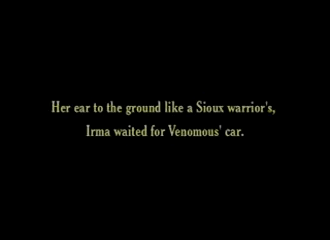 Her ear to the ground like a Sioux warrior's,
Irma waited for Venomous' car.